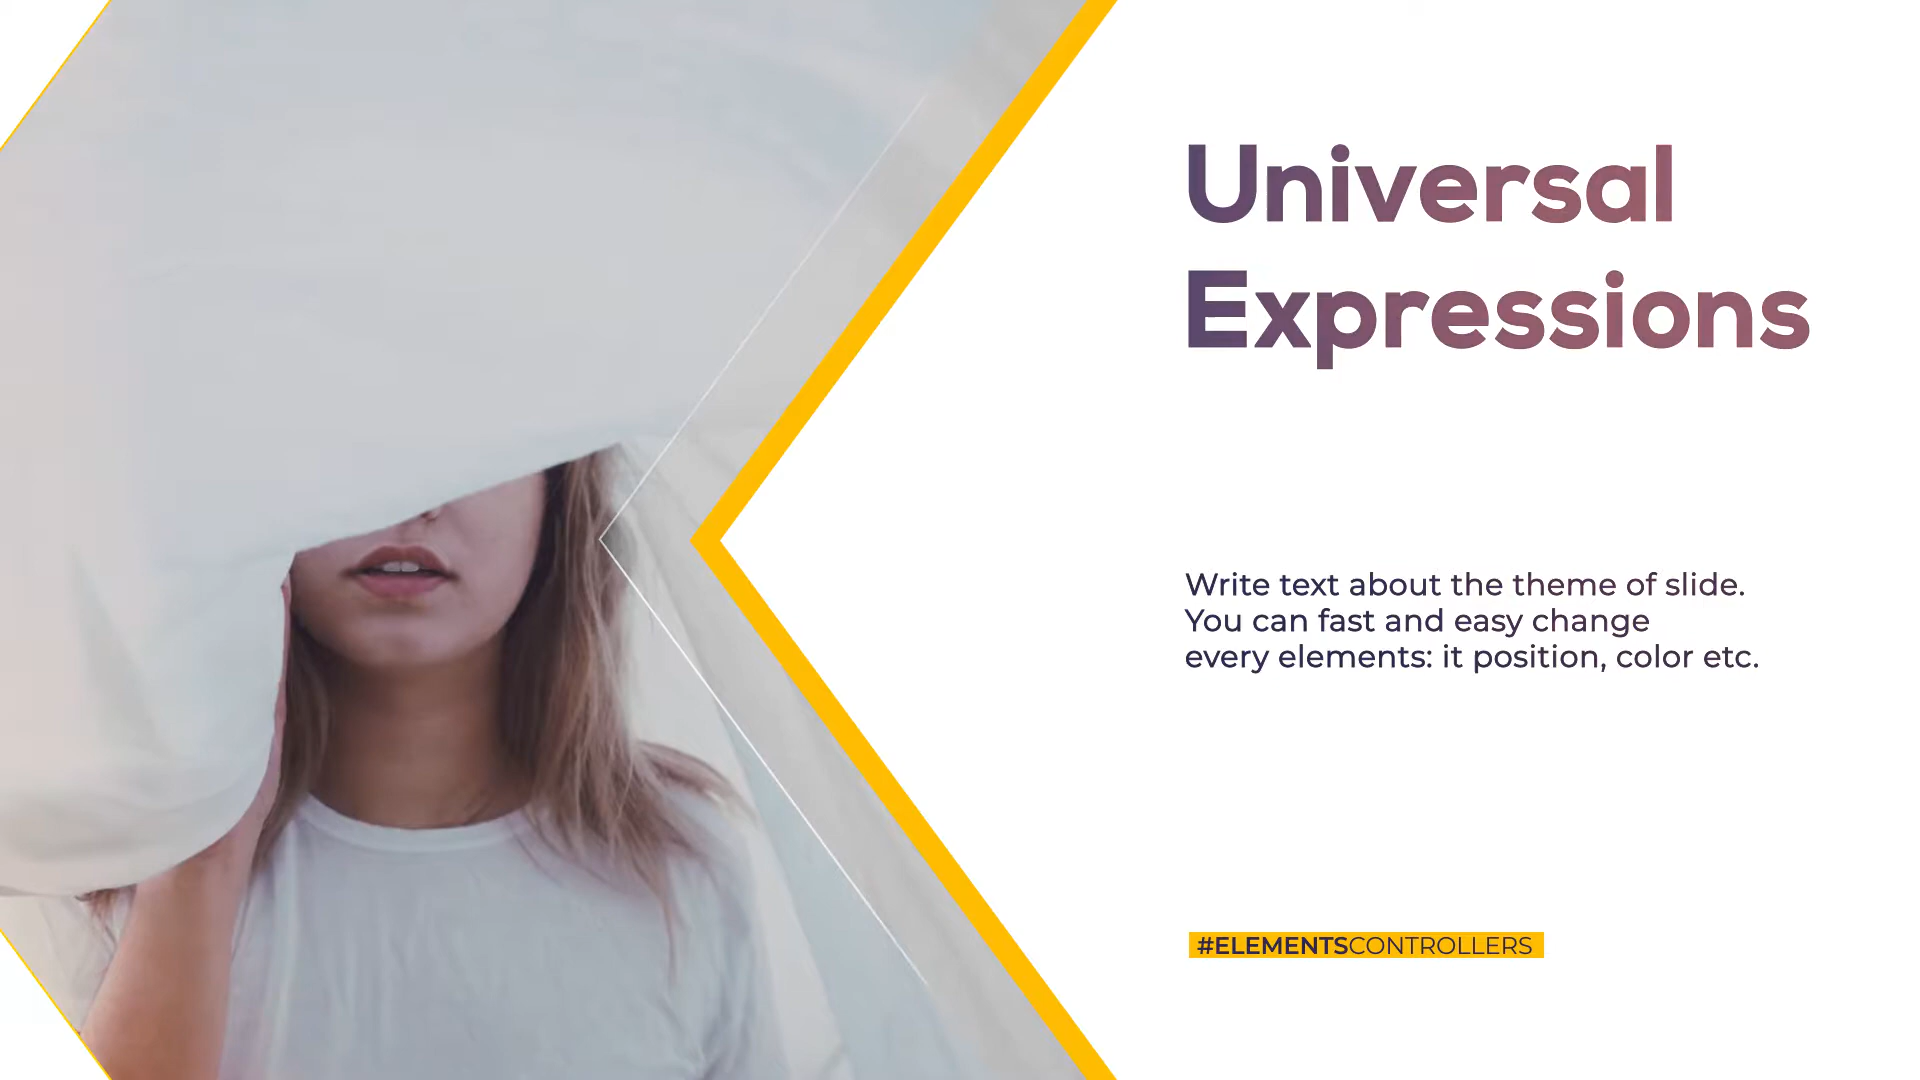 Universal
Expressions
Write text about the theme of slide.
You can fast and easy change
every elements: it position, color etc.
#ELEMENTSCONTROLLERS